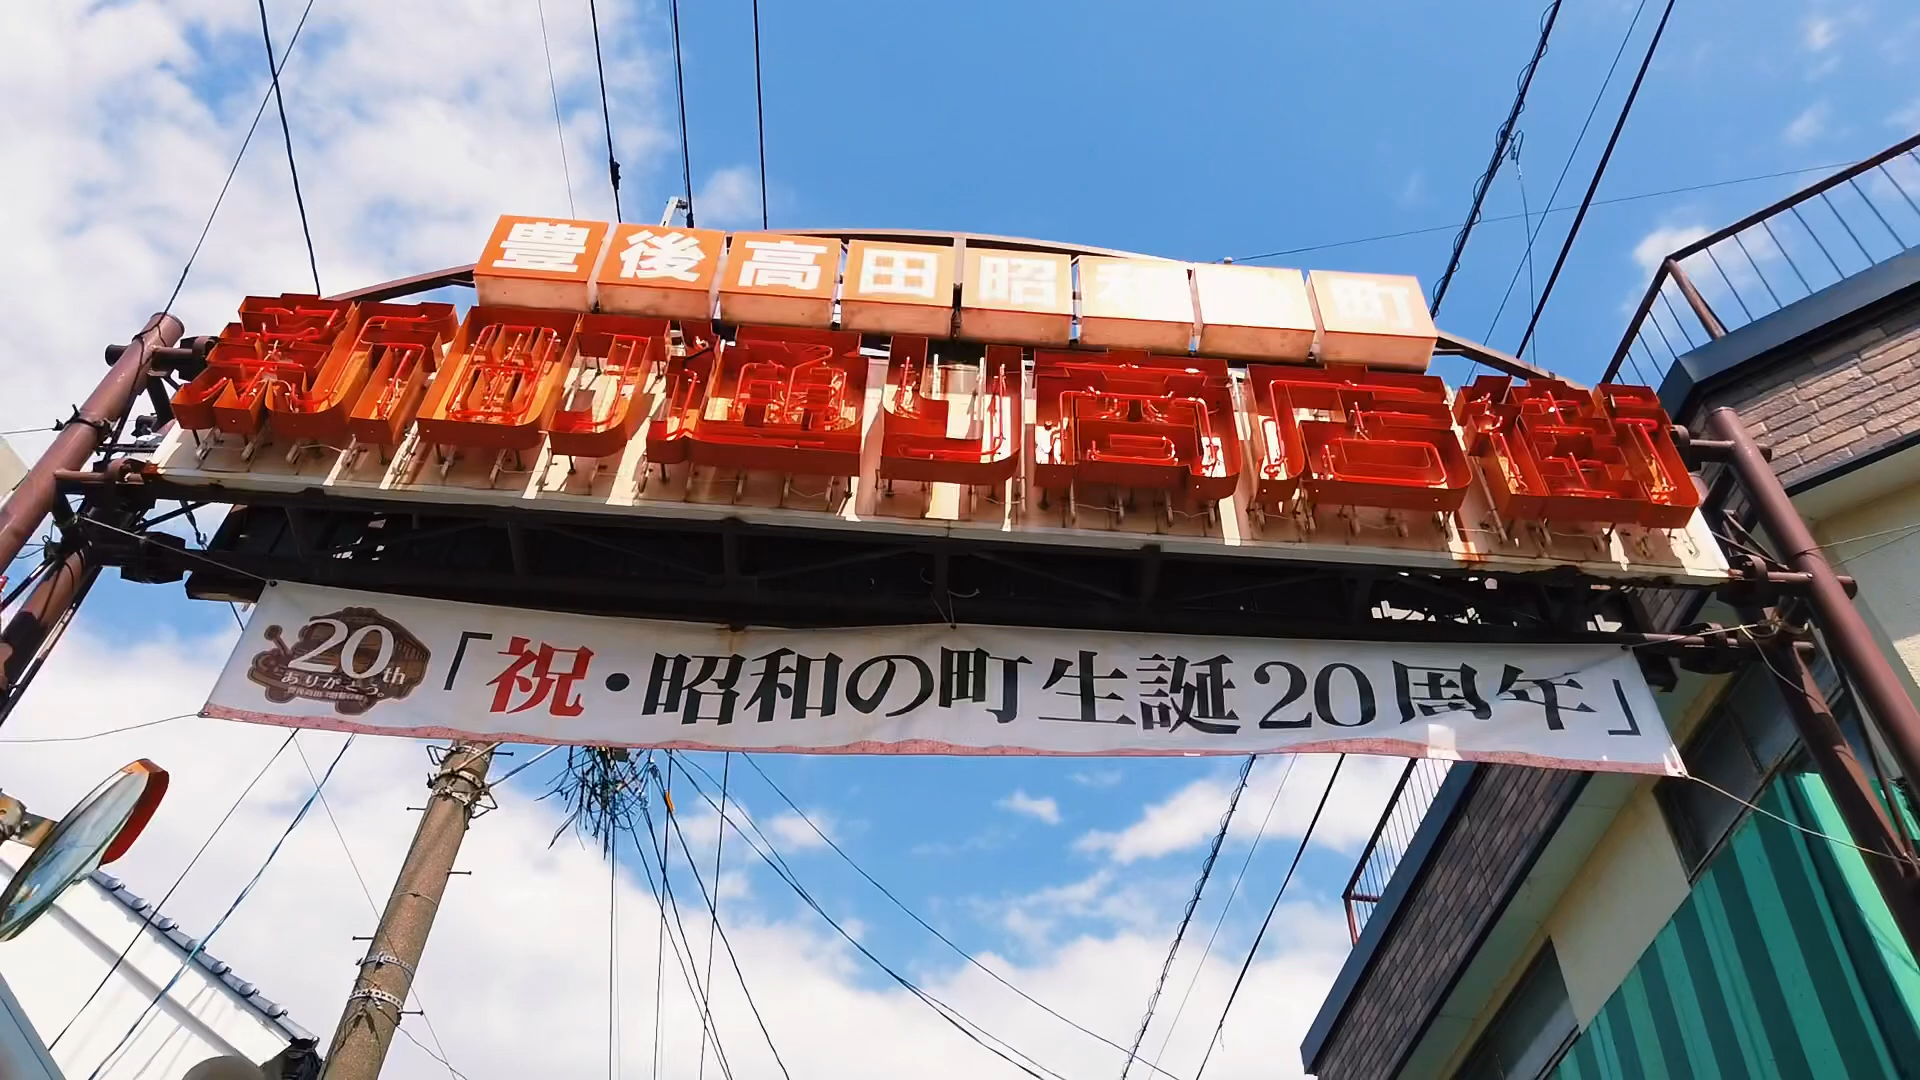 豊後高田昭和の町
新町通り商店街
20th
ありがとう。
「祝・昭和の町生誕20周年」